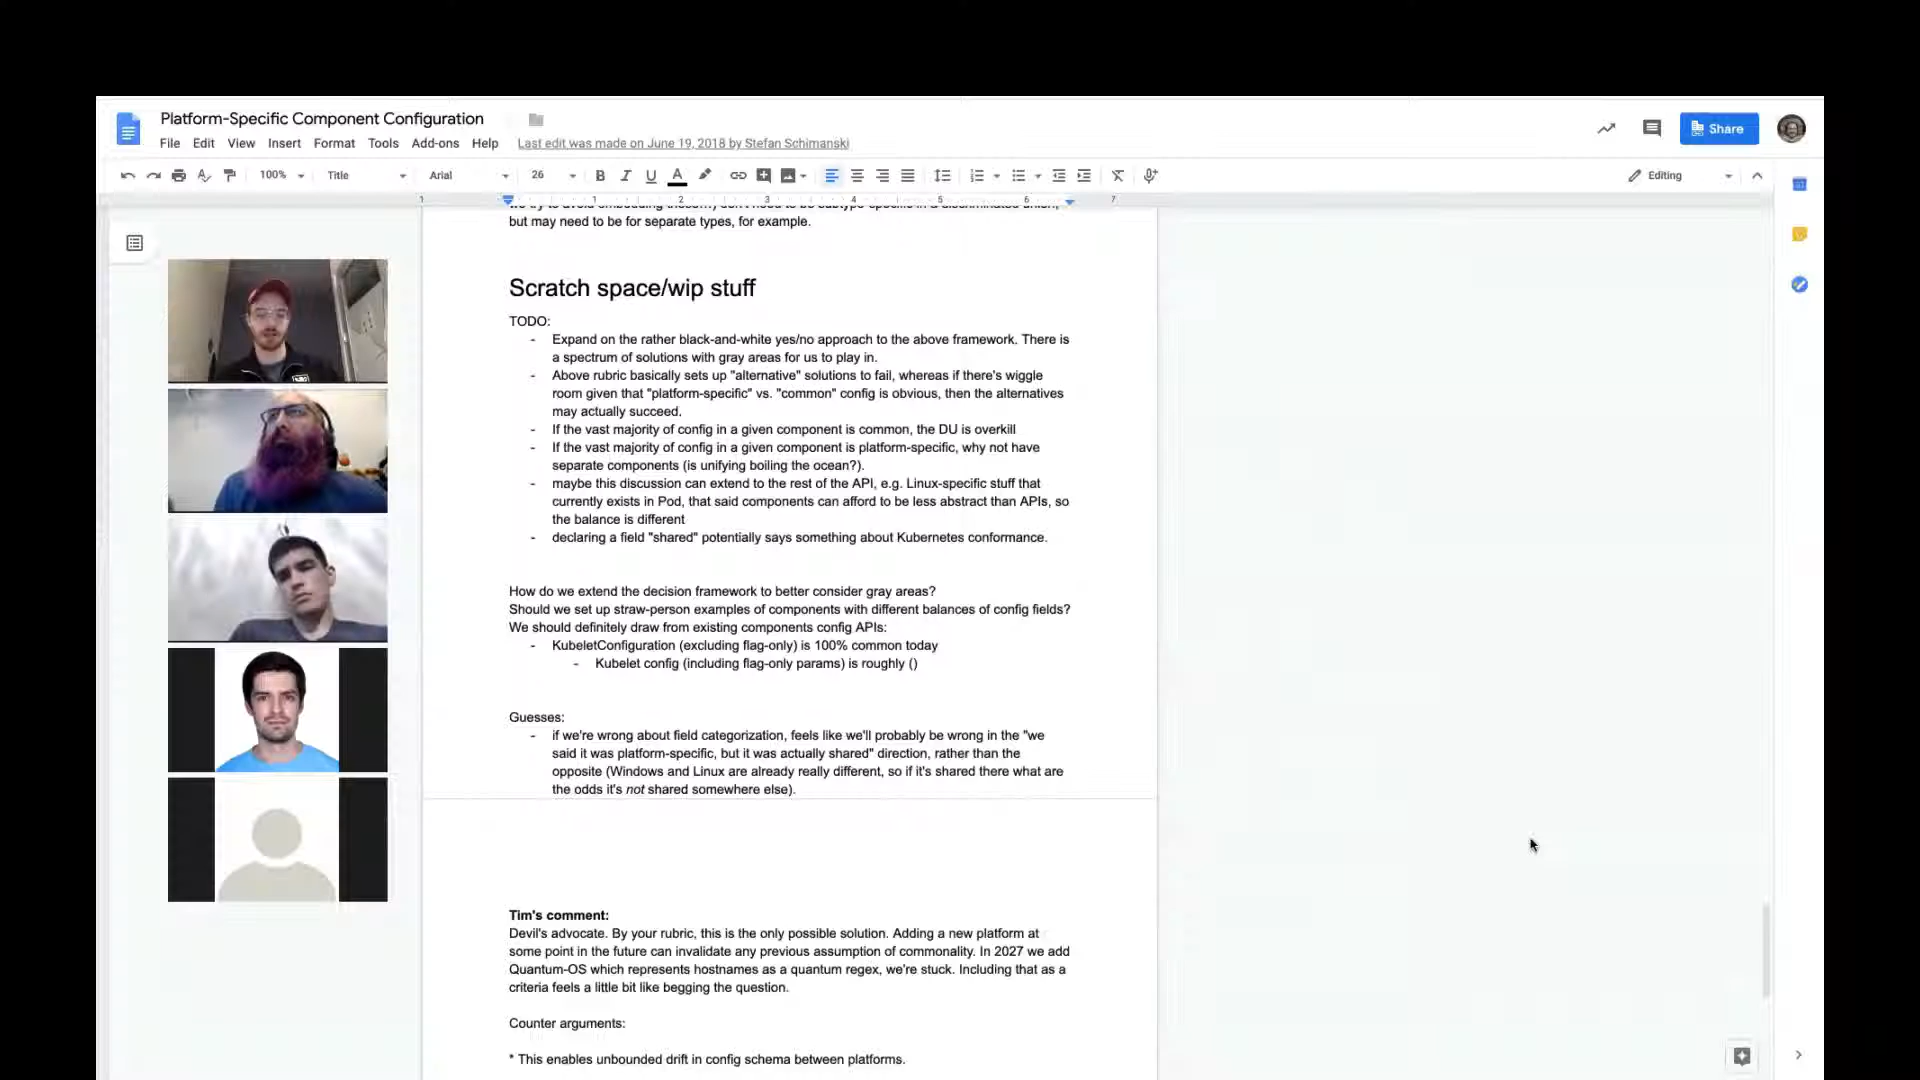 Platform-Specific Component Configuration
Share
File Edit View Insert Format Tools Add-ons Help Last edit was made on June 19, 2018 by Stefan Schimanski
100% Title Arial 26 B I U A Editing
1 1 2 3 4 5 6 7
but may need to be for separate types, for example.
Scratch space/wip stuff
TODO:
- Expand on the rather black-and-white yes/no approach to the above framework. There is
a spectrum of solutions with gray areas for us to play in.
- Above rubric basically sets up "alternative" solutions to fail, whereas if there's wiggle
room given that "platform-specific" vs. "common" config is obvious, then the alternatives
may actually succeed.
- If the vast majority of config in a given component is common, the DU is overkill
- If the vast majority of config in a given component is platform-specific, why not have
separate components (is unifying boiling the ocean?).
- maybe this discussion can extend to the rest of the API, e.g. Linux-specific stuff that
currently exists in Pod, that said components can afford to be less abstract than APIs, so
the balance is different
- declaring a field "shared" potentially says something about Kubernetes conformance.
How do we extend the decision framework to better consider gray areas?
Should we set up straw-person examples of components with different balances of config fields?
We should definitely draw from existing components config APIs:
- KubeletConfiguration (excluding flag-only) is 100% common today
- Kubelet config (including flag-only params) is roughly ()
Guesses:
- if we're wrong about field categorization, feels like we'll probably be wrong in the "we
said it was platform-specific, but it was actually shared" direction, rather than the
opposite (Windows and Linux are already really different, so if it's shared there what are
the odds it's not shared somewhere else).
Tim's comment:
Devil's advocate. By your rubric, this is the only possible solution. Adding a new platform at
some point in the future can invalidate any previous assumption of commonality. In 2027 we add
Quantum-OS which represents hostnames as a quantum regex, we're stuck. Including that as a
criteria feels a little bit like begging the question.
Counter arguments:
* This enables unbounded drift in config schema between platforms.